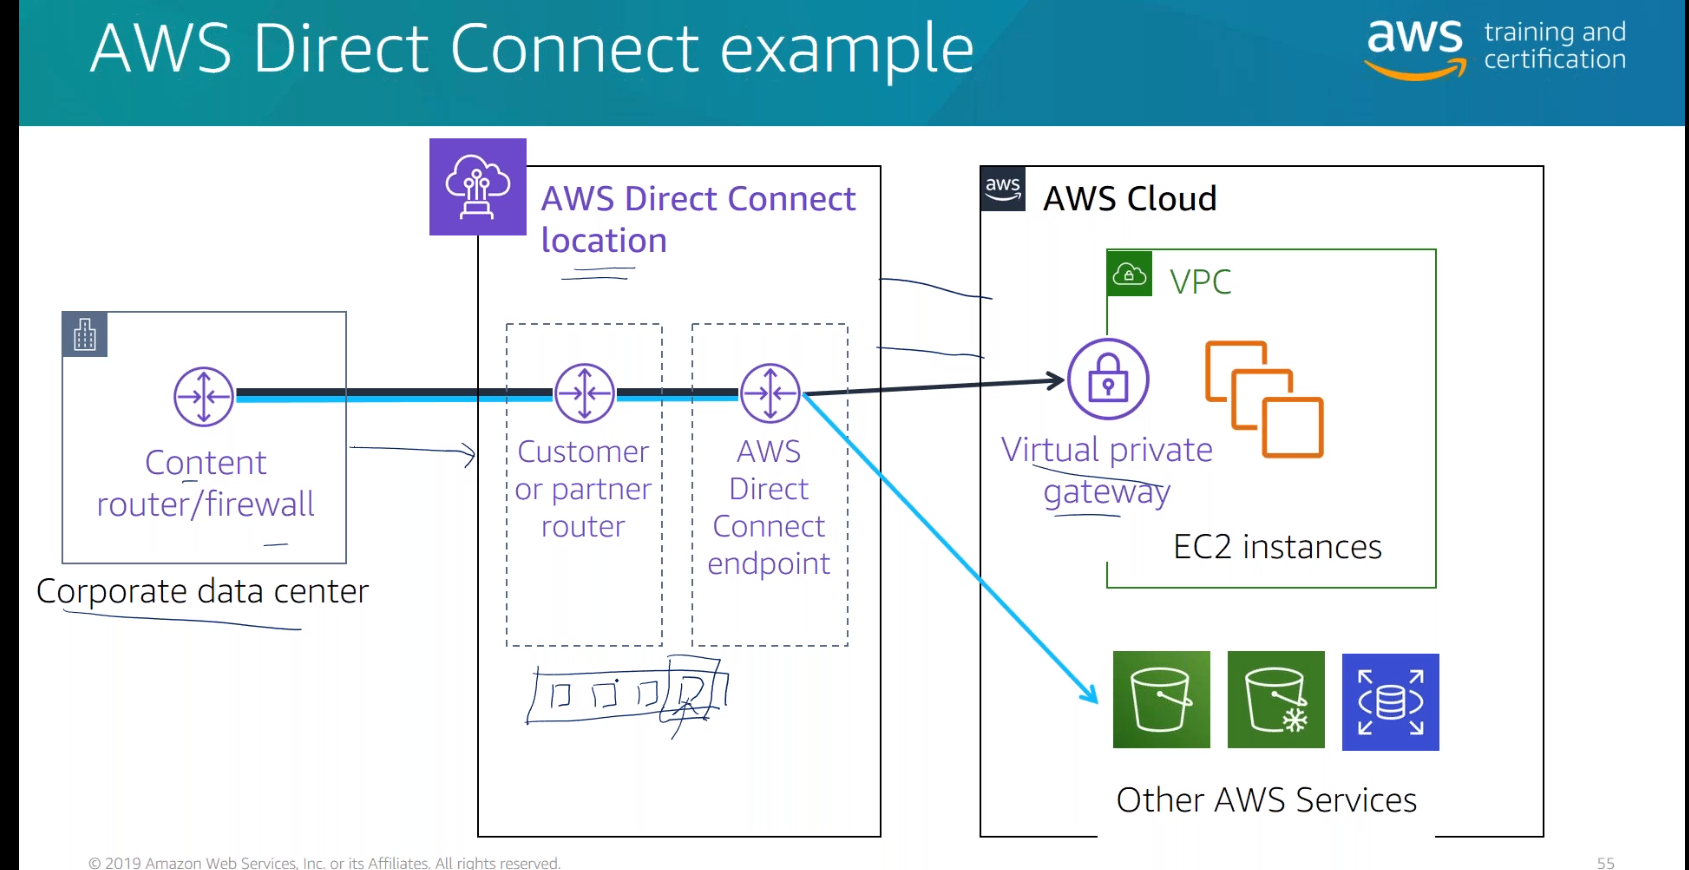 AWS Direct Connect example
aws training and
certification
AWS Direct Connect
location
aws
AWS Cloud
VPC
Content
router/firewall
Corporate data center
Customer
or partner
router
AWS
Direct
Connect
endpoint
Virtual private
gateway
EC2 instances
Other AWS Services
© 2019 Amazon Web Services, Inc. or its Affiliates. All rights reserved.
55